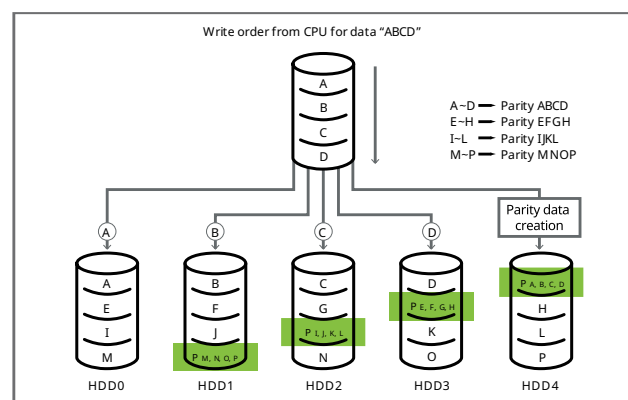 Write order from CPU for data “ABCD”
A
B
C
D
A~D Parity ABCD
E~H Parity EFGH
I~L Parity IJKL
M~P Parity MNOP
Parity data
creation
A
B
C
D
A
E
I
M
B
F
J
P M, N, O, P
C
G
P I, J, K, L
N
D
P E, F, G, H
K
O
P A, B, C, D
H
L
P
HDD0
HDD1
HDD2
HDD3
HDD4